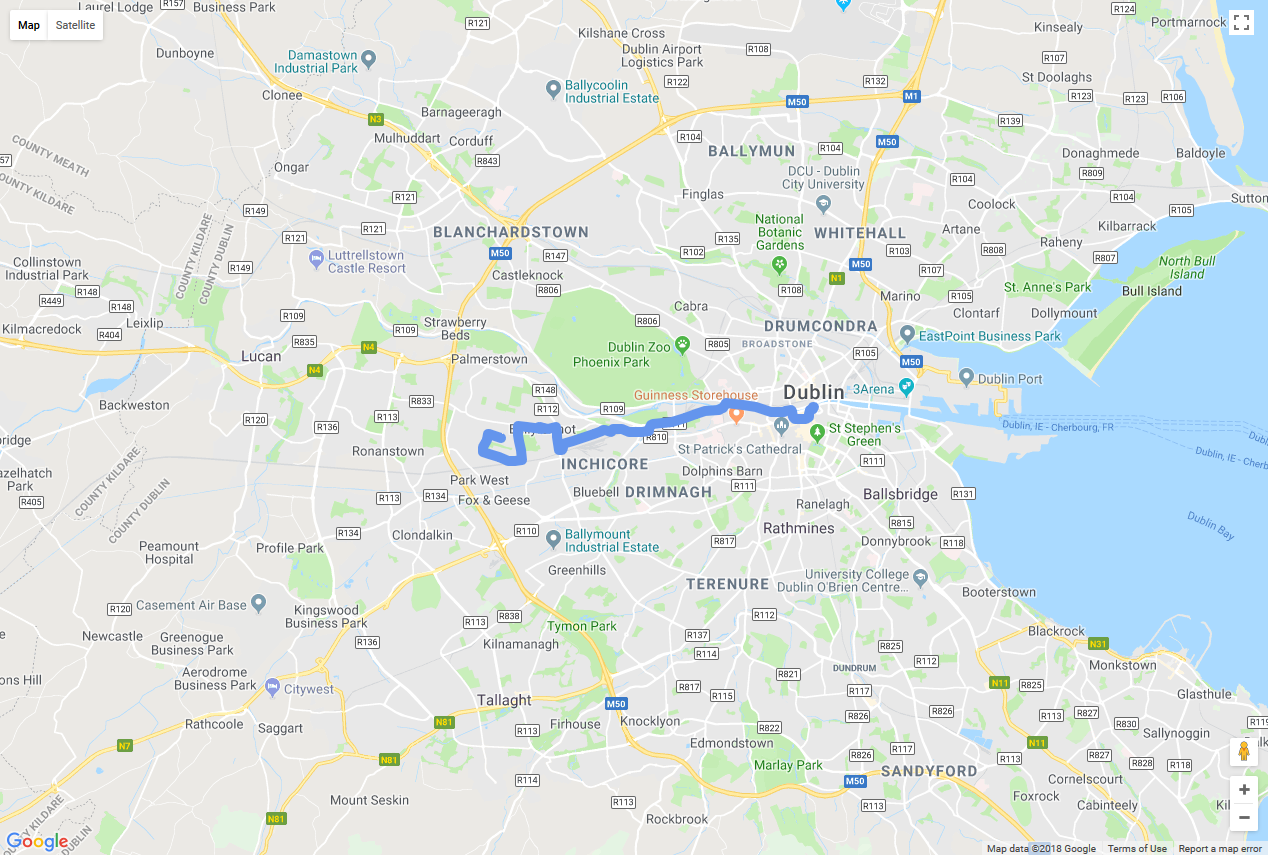 Map
Satellite
Laurel Lodge
R157
Business Park
R121
Kilshane Cross
R124
Kinsealy
Portmarnock
Dunboyne
Damastown
Industrial Park
Dublin Airport
Logistics Park
R108
R107
St Doolaghs
R122
R132
Clonee
Ballycoolin
Industrial Estate
M50
M1
R123
R123
R106
Barnageeragh
N3
R139
Mulhuddart
Corduff
R104
M50
COUNTY MEATH
COUNTY KILDARE
R843
BALLYMUN
R104
Donaghmede
Baldoyle
Ongar
DCU - Dublin
City University
R104
R809
R121
Finglas
R104
Sutton
R149
Coolock
R105
National
Botanic
Gardens
R121
R121
BLANCHARDSTOWN
R135
WHITEHALL
Artane
Kilbarrack
COUNTY KILDARE
COUNTY DUBLIN
M50
R147
R102
R103
R808
Raheny
R807
Luttrellstown
Castle Resort
Collinstown
Industrial Park
R149
Castleknock
M50
R107
North Bull
Island
N1
R148
R449
R148
R806
R108
Marino
R105
St. Anne's Park
Bull Island
Cabra
Clontarf
Dollymount
Kilmacredock
R404
Leixlip
R109
R109
Strawberry
Beds
R806
DRUMCONDRA
EastPoint Business Park
R835
N4
Dublin Zoo
R805
BROADSTONE
R105
Lucan
Palmerstown
Phoenix Park
M50
N4
Dublin Port
R148
Guinness Storehouse
Dublin
3Arena
Backweston
R833
R112
R109
R120
R136
R810
St Stephen's
Green
Dublin, IE - Cherbourg, FR
Ronanstown
St Patrick's Cathedral
R111
INCHICORE
Dolphins Barn
Park West
R111
Bluebell
DRIMNAGH
Ballsbridge
R131
R405
COUNTY KILDARE
COUNTY DUBLIN
R113
R134
Fox & Geese
Ranelagh
R134
Clondalkin
R110
Rathmines
R815
Dublin Bay
Ballymount
Industrial Estate
R817
Donnybrook
R118
Peamount
Hospital
Profile Park
Greenhills
TERENURE
University College
Dublin O'Brien Centre...
Booterstown
R120
Casement Air Base
Kingswood
Business Park
R838
R112
R113
Tymon Park
Blackrock
Newcastle
Greenogue
Business Park
R136
Kilnamanagh
R137
R114
R825
R112
N31
Monkstown
Aerodrome
Business Park
DUNDRUM
R821
Citywest
R817
R115
R117
N11
R825
Glasthule
Tallaght
M50
Rathcoole
Saggart
N81
Firhouse
Knocklyon
R826
R826
R113
R827
R830
R113
R822
Sallynoggin
N7
Edmondstown
R826
R117
N11
N81
Marlay Park
R113
R827
R828
R118
R114
M50
SANDYFORD
Cornelscourt
Mount Seskin
R113
R113
Foxrock
Cabinteely
N81
Rockbrook
Google
Map data ©2018 Google
Terms of Use
Report a map error